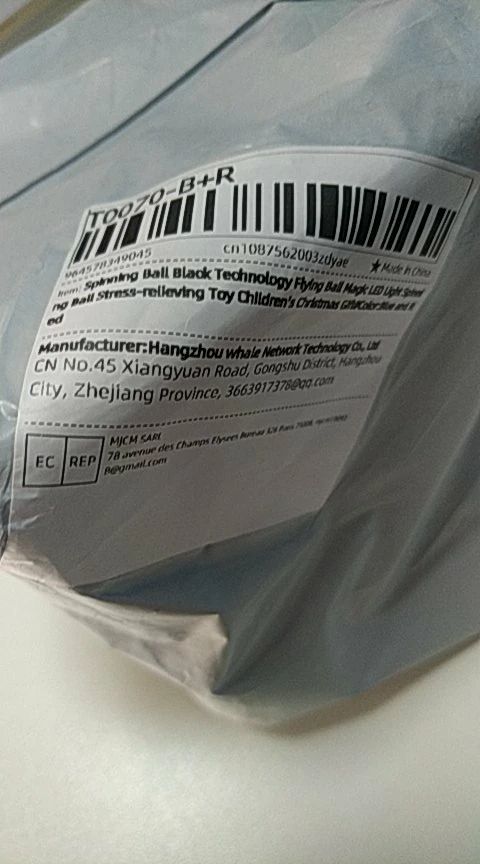 T0070-B+R
964578349045
cn1087562003zdyae
★ Made in China
Item: Spinning Ball Black Technology Flying Ball Magic LED Light Spinni
ng Ball Stress-relieving Toy Children's Christmas Gift#Color:Blue and R
ed
Manufacturer:Hangzhou whale Network Technology Co., Ltd
CN No.45 Xiangyuan Road, Gongshu District, Hangzhou
City, Zhejiang Province, 3663917378@qq.com
EC REP
MJCM SARL
78 avenue des Champs Elysees Bureau 326 Paris
@gmail.com